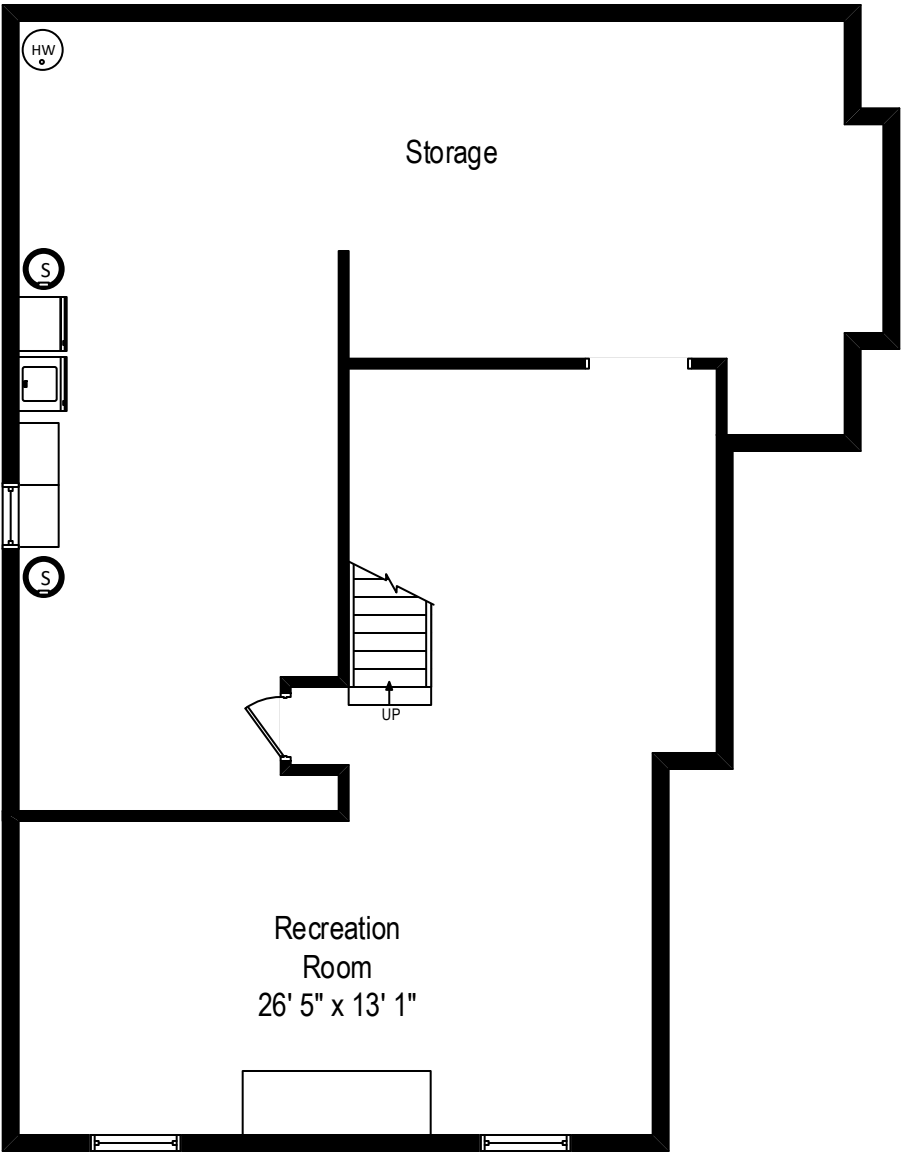 HW
Storage
S
S
UP
Recreation
Room
26' 5" x 13' 1"